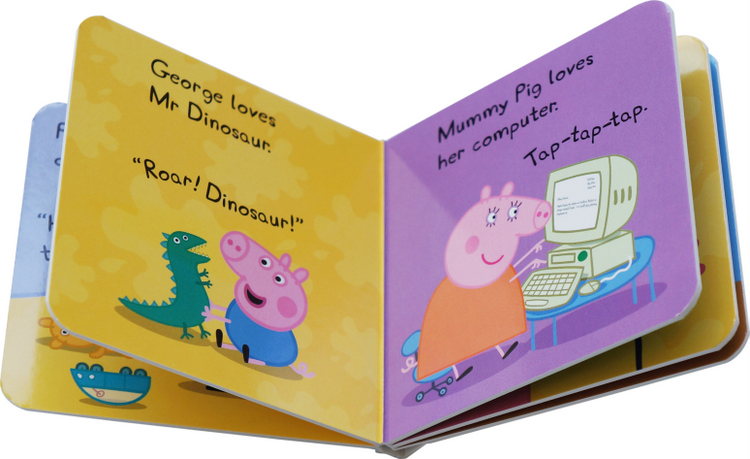 George loves
Mr Dinosaur.
"Roar! Dinosaur!"
Mummy Pig loves
her computer.
Tap-tap-tap.